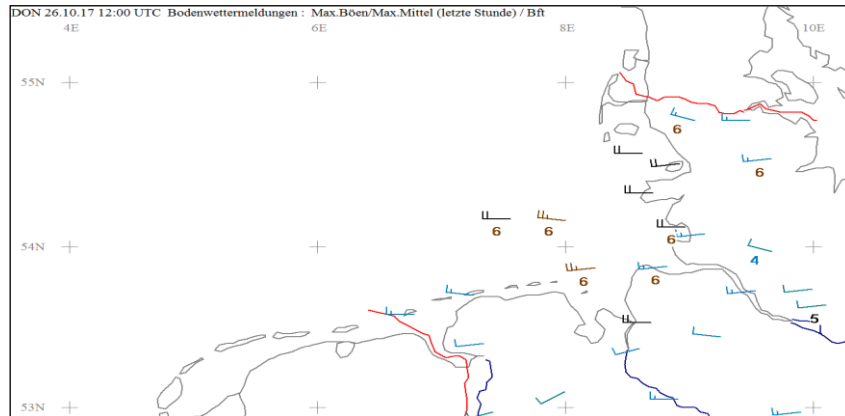 DON 26.10.17 12:00 UTC Bodenwettermeldungen : Max.Böen/Max.Mittel (letzte Stunde) / Bft
4E 6E 8E 10E
55N
6
6
54N
6 6 6
4
6 6
5
53N